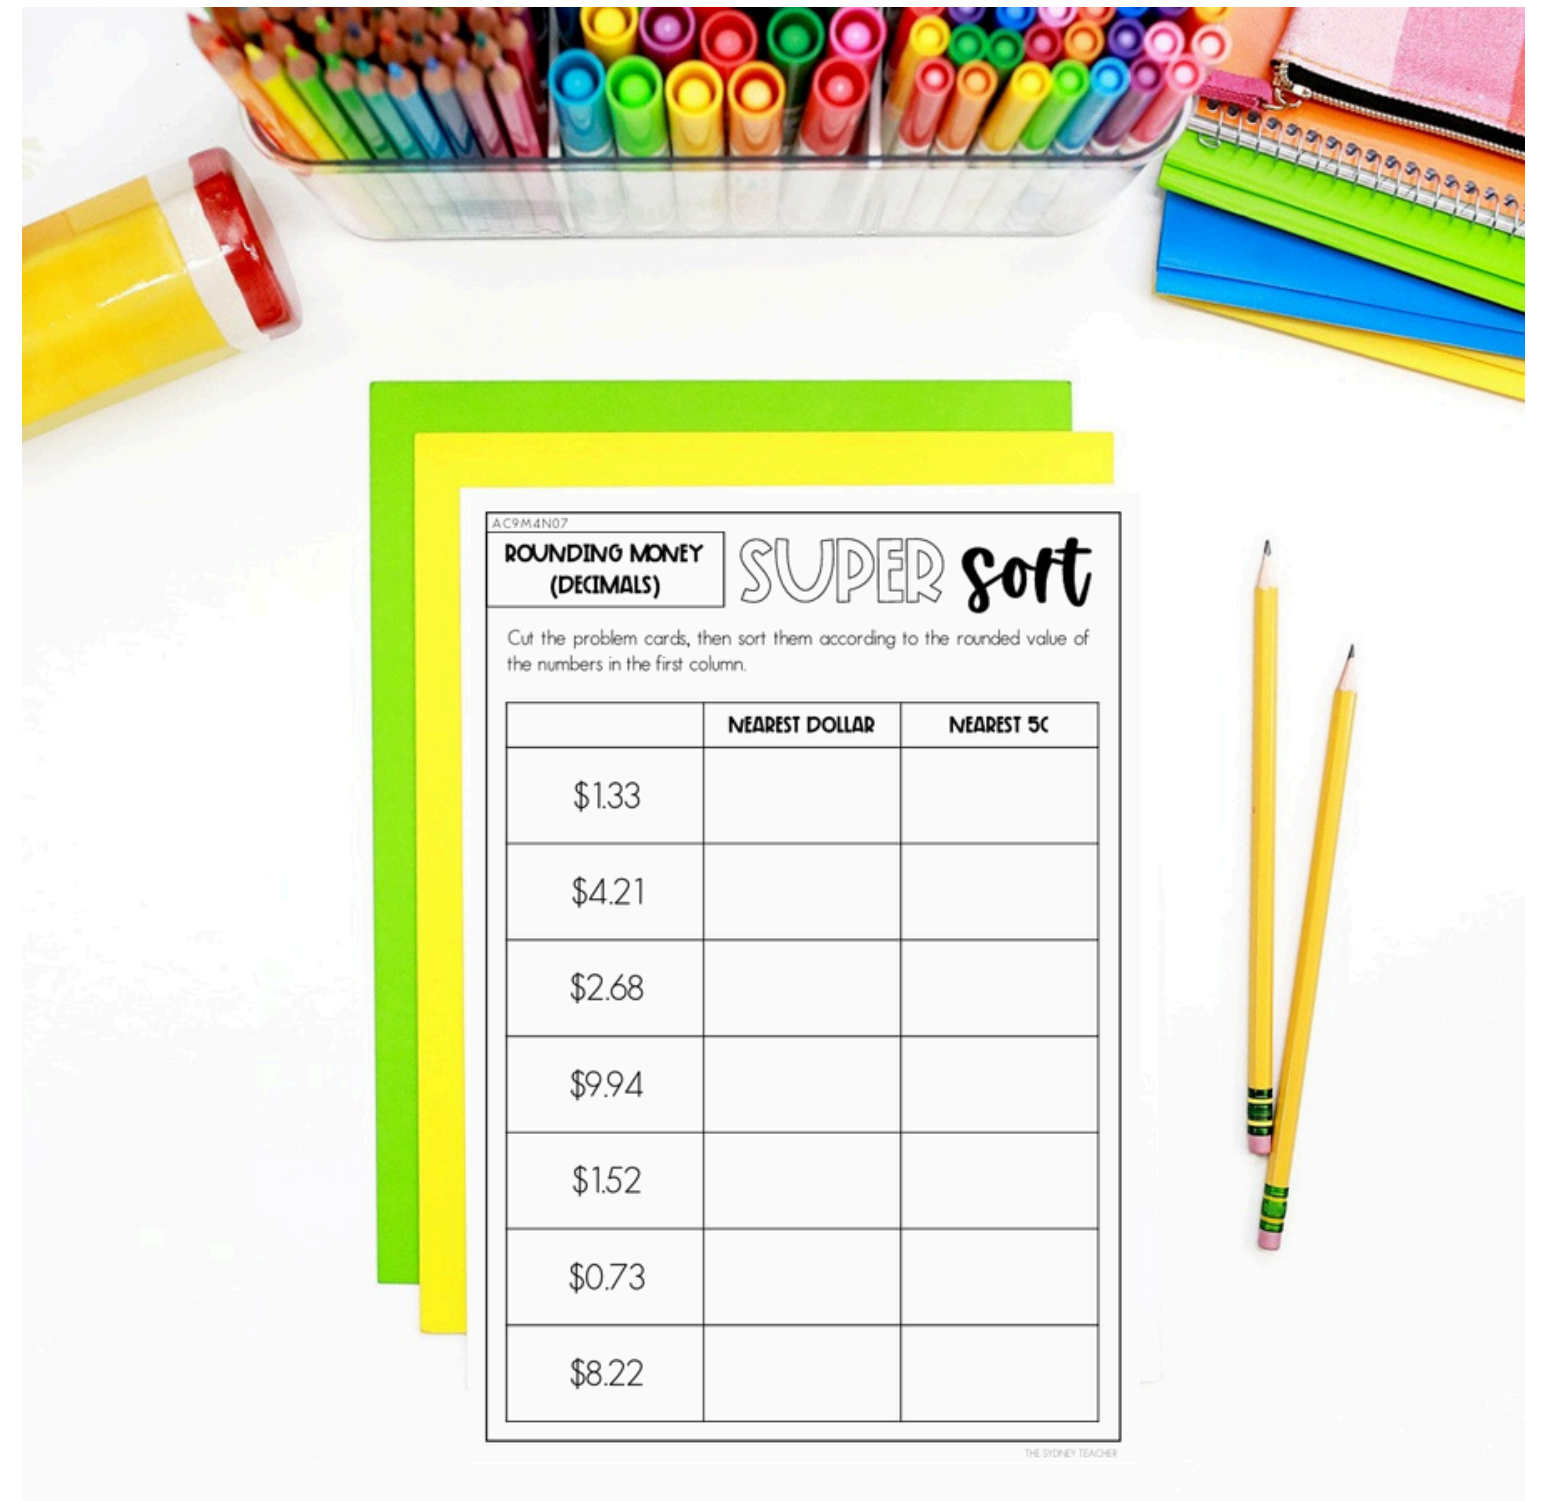 AC9M4N07
ROUNDING MONEY
(DECIMALS)
SUPER sort
Cut the problem cards, then sort them according to the rounded value of
the numbers in the first column.
NEAREST DOLLAR NEAREST 5C
$1.33
$4.21
$2.68
$9.94
$1.52
$0.73
$8.22
THE SYDNEY TEACHER